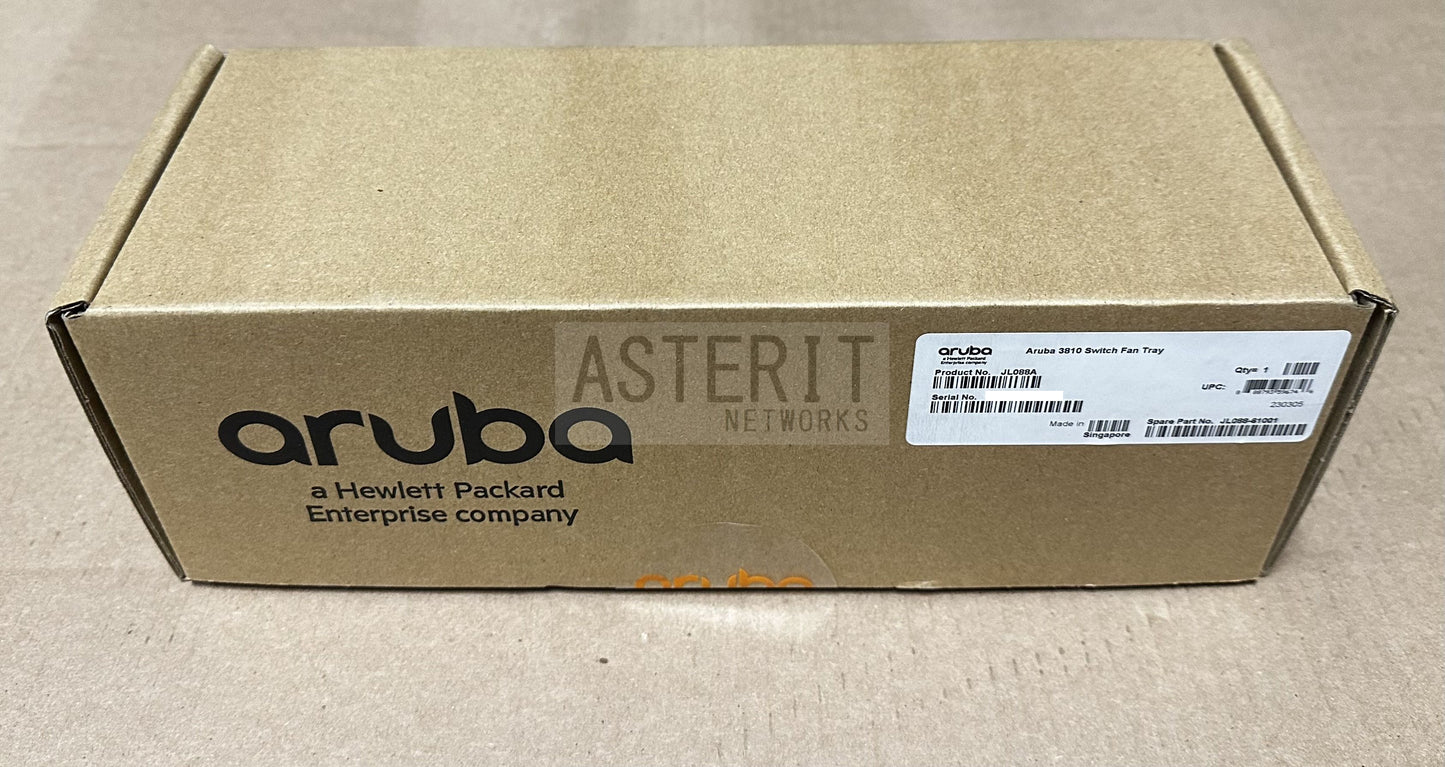 ASTERIT
NETWORKS
aruba
a Hewlett Packard
Enterprise company
aruba
a Hewlett Packard
Enterprise company
Aruba 3810 Switch Fan Tray
Product No. JL088A
Qty= 1
UPC:
Serial No.
230305
Made in
Singapore
Spare Part No. JL088-61001
aruba